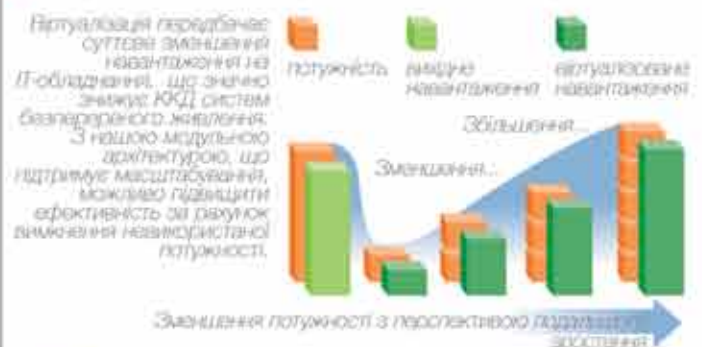 Віртуалізація передбачає
суттєве зменшення
навантаження на
ІТ-обладнання, що значно
знижує ККД систем
безперервного живлення.
З нашою модульною
архітектурою, що
підтримує масштабування,
можливо підвищити
ефективність за рахунок
вимкнення невикористаної
потужності.
потужність
вихідне
навантаження
віртуалізоване
навантаження
Збільшення...
Зменшення...
Зменшення потужності з перспективою подальшого
зростання